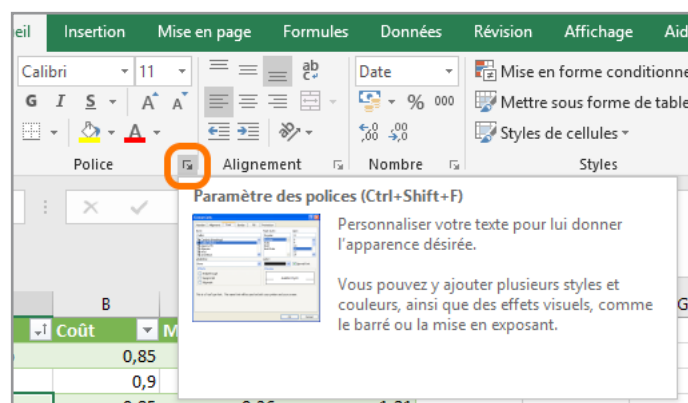 eil Insertion Mise en page Formules Données Révision Affichage Aid
Calibri 11 ab c Date Mise en forme conditionne
G I S A A % 000 Mettre sous forme de table
A ,00 Styles de cellules
Police Alignement Nombre Styles
Paramètre des polices (Ctrl+Shift+F)
Personnaliser votre texte pour lui donner
l'apparence désirée.
Vous pouvez y ajouter plusieurs styles et
couleurs, ainsi que des effets visuels, comme
le barré ou la mise en exposant.
B G
Coût M
0,85
0,9